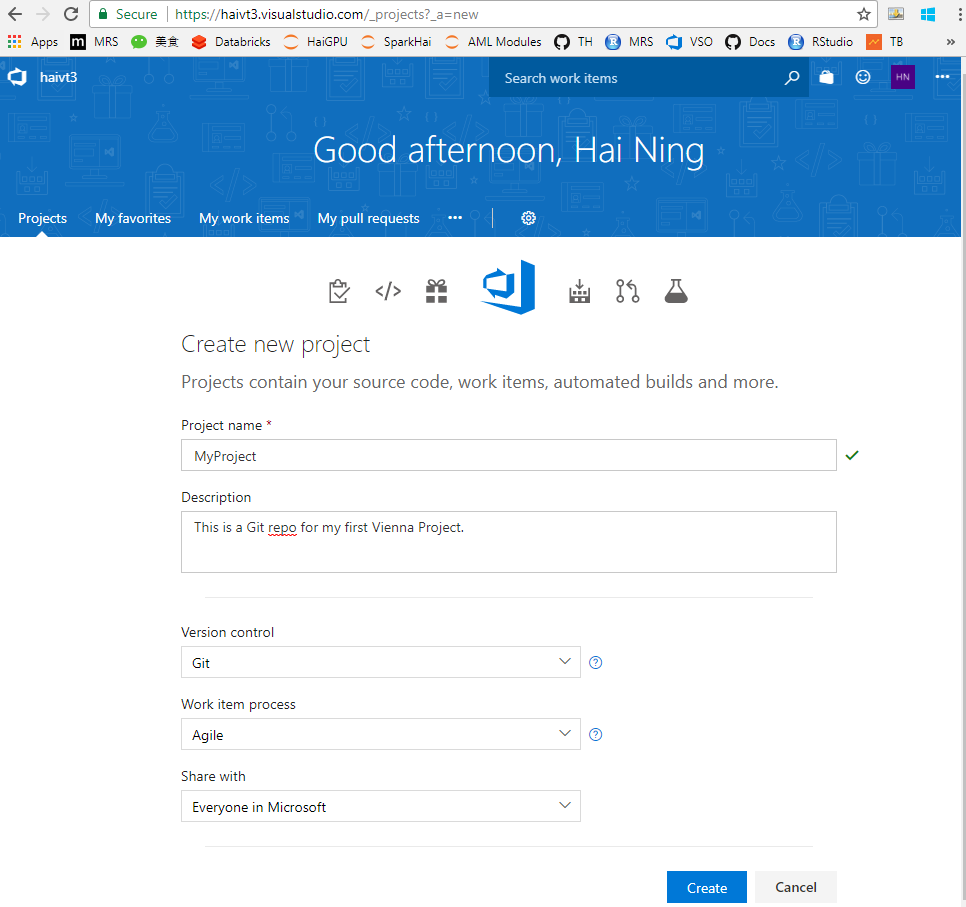 Secure https://haivt3.visualstudio.com/_projects?_a=new
Apps m MRS 美食 Databricks HaiGPU SparkHai AML Modules TH R MRS VSO Docs R RStudio TB »
haivt3 Search work items HN
Good afternoon, Hai Ning
Projects My favorites My work items My pull requests
Create new project
Projects contain your source code, work items, automated builds and more.
Project name *
MyProject
Description
This is a Git repo for my first Vienna Project.
Version control
Git
Work item process
Agile
Share with
Everyone in Microsoft
Create Cancel